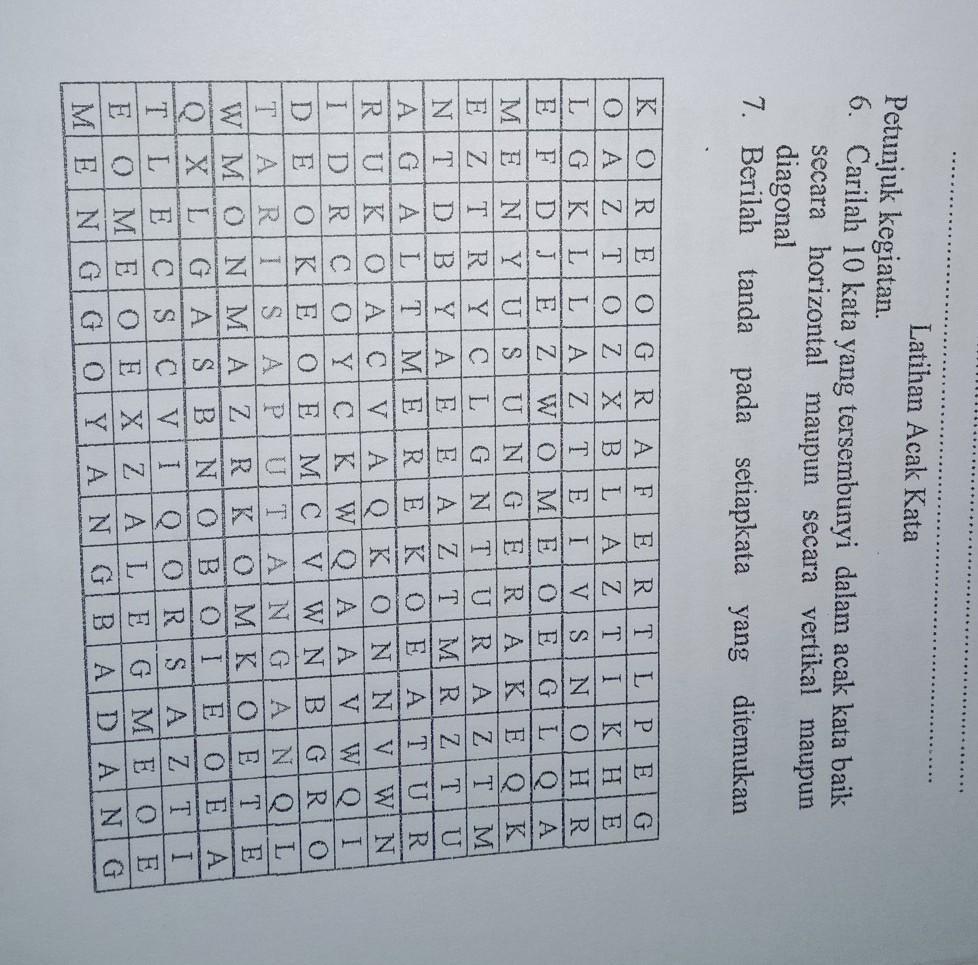 Latihan Acak Kata
Petunjuk kegiatan.
6. Carilah 10 kata yang tersembunyi dalam acak kata baik
secara horizontal maupun secara vertikal maupun
diagonal
7. Berilah tanda pada setiapkata yang ditemukan
K O R E O G R A F E R T L P E G
O A Z T O Z X B L A Z T I K H E
L G K L L A Z T E I V S N O H R
E F D J E Z W O M E O E G L Q A
M E N Y U S U N G E R A K E Q K
E Z T R Y C L G N T U R A Z T M
N T D B Y A E E A Z T M R Z T U
A G A L T M E R E K O E A T U R
R U K O A C V A Q K O N N V W N
I D R C O Y C K W Q A A V W Q I
D E O K E O E M C V W N B G R O
T A R I S A P U T A N G A N Q L
W M O N M A Z R K O M K O E T E
Q X L G A S B N O B O I E O E A
T L E C S C V I Q O R S A Z T I
E O M E O E X Z A L E G M E O E
M E N G G O Y A N G B A D A N G